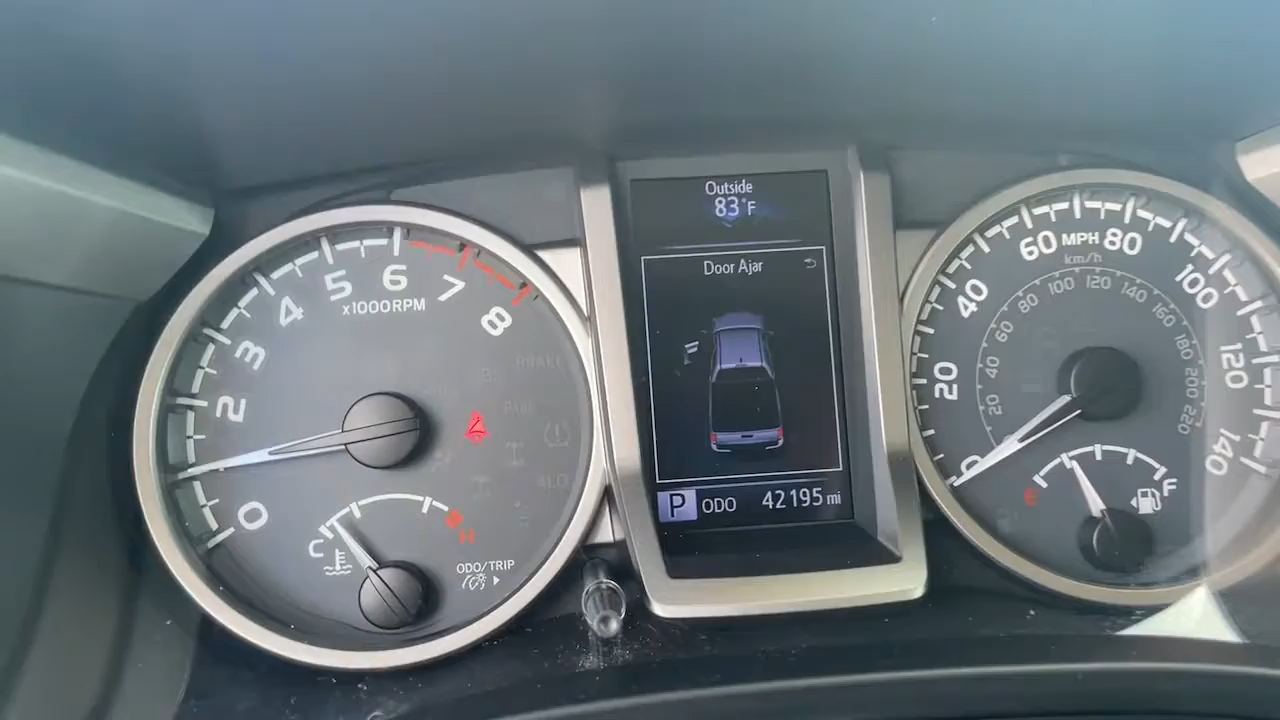 0
2
3
4
5
6
7
8
x1000RPM
BRAKE
4LO
C
H
ODO/TRIP
Outside
83°F
Door Ajar
P ODO 42195 mi
0
20
40
60 MPH 80
100
120
140
km/h
20
40
60
80
100
120
140
160
180
200
220
E
F